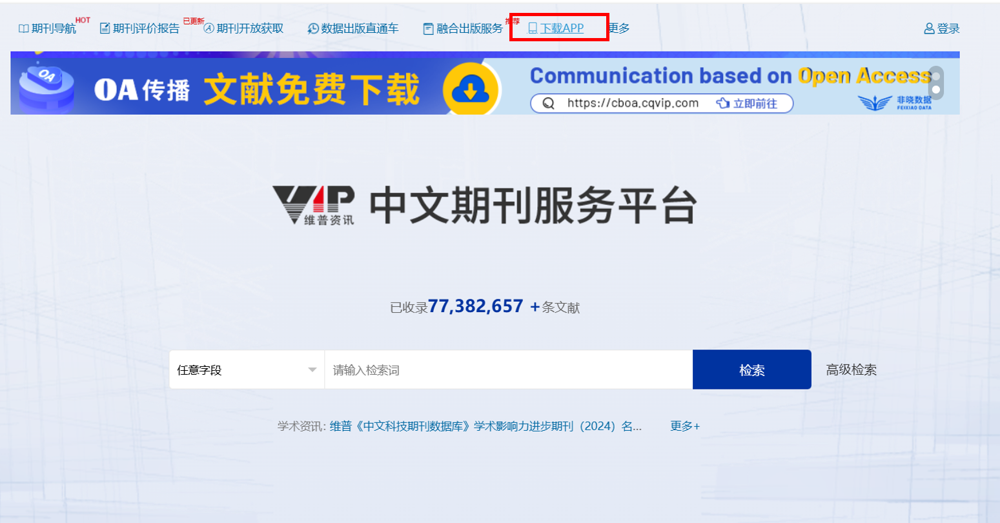 期刊导航 HOT 期刊评价报告 已更新 期刊开放获取 数据出版直通车 融合出版服务 推荐 下载APP 更多 登录
OA
OA传播 文献免费下载
Communication based on Open Access
https://cboa.cqvip.com 立即前往
非晓数据
FEIXIAO DATA
VIP 维普资讯 中文期刊服务平台
已收录77,382,657 +条文献
任意字段 请输入检索词 检索 高级检索
学术资讯: 维普《中文科技期刊数据库》学术影响力进步期刊（2024）名... 更多+